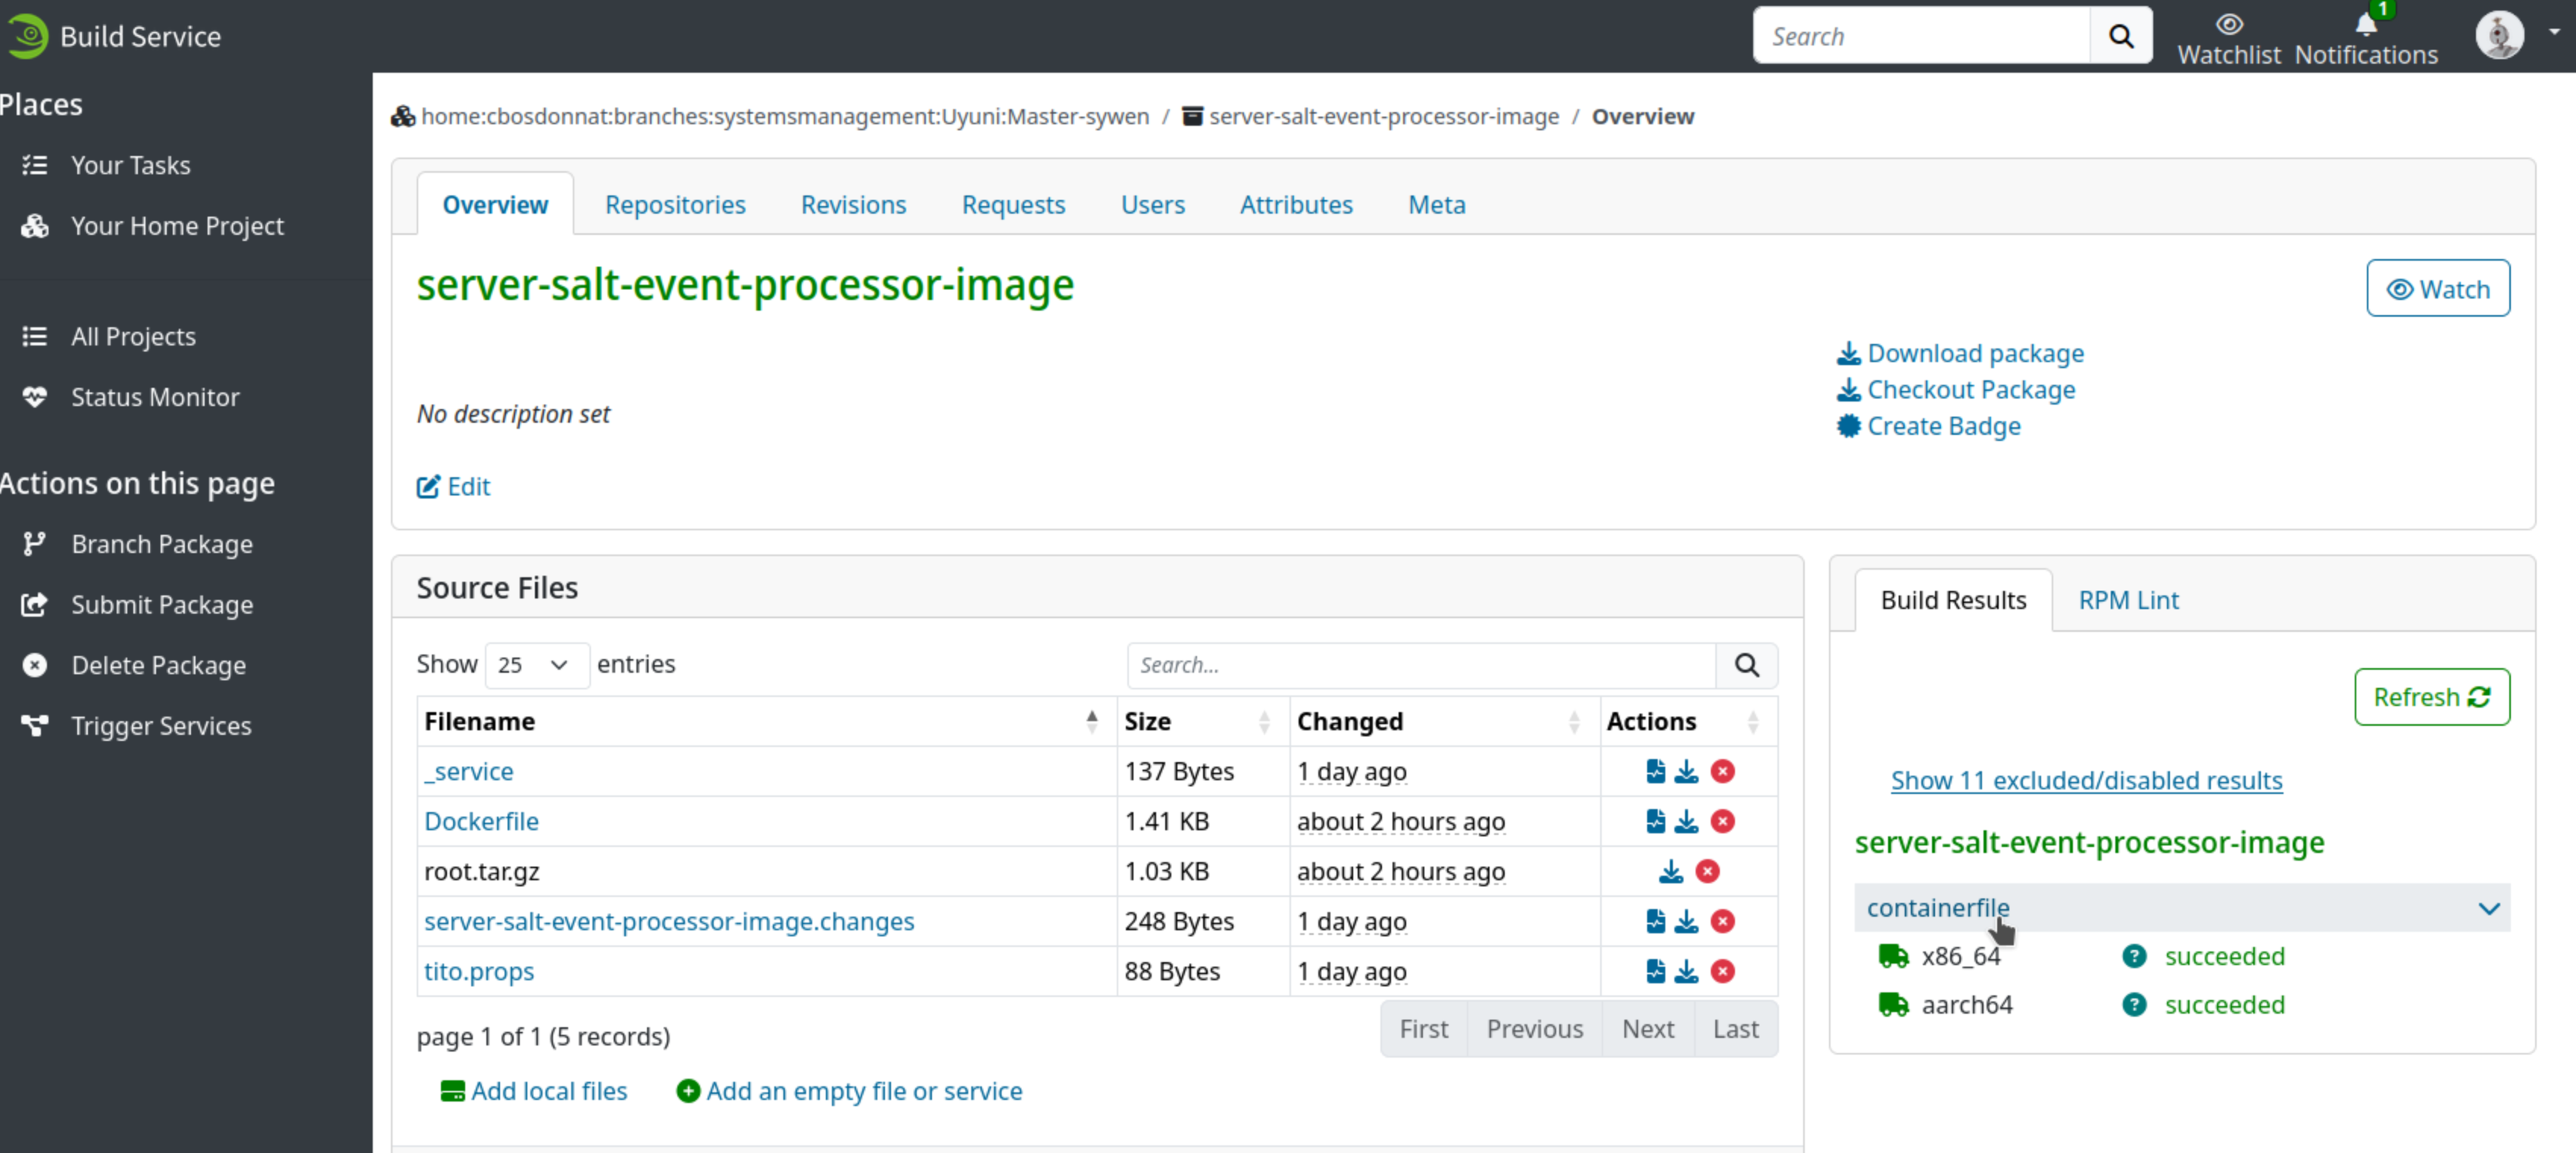 Build Service
Search
Watchlist
1
Notifications
Places
Your Tasks
Your Home Project
All Projects
Status Monitor
Actions on this page
Branch Package
Submit Package
Delete Package
Trigger Services
home:cbosdonnat:branches:systemsmanagement:Uyuni:Master-sywen / server-salt-event-processor-image / Overview
Overview Repositories Revisions Requests Users Attributes Meta
server-salt-event-processor-image
Watch
Download package
Checkout Package
Create Badge
No description set
Edit
Source Files
Show 25 entries
Search...
Filename Size Changed Actions
_service 137 Bytes 1 day ago
Dockerfile 1.41 KB about 2 hours ago
root.tar.gz 1.03 KB about 2 hours ago
server-salt-event-processor-image.changes 248 Bytes 1 day ago
tito.props 88 Bytes 1 day ago
page 1 of 1 (5 records)
First Previous Next Last
Add local files Add an empty file or service
Build Results RPM Lint
Refresh
Show 11 excluded/disabled results
server-salt-event-processor-image
containerfile
x86_64 ? succeeded
aarch64 ? succeeded